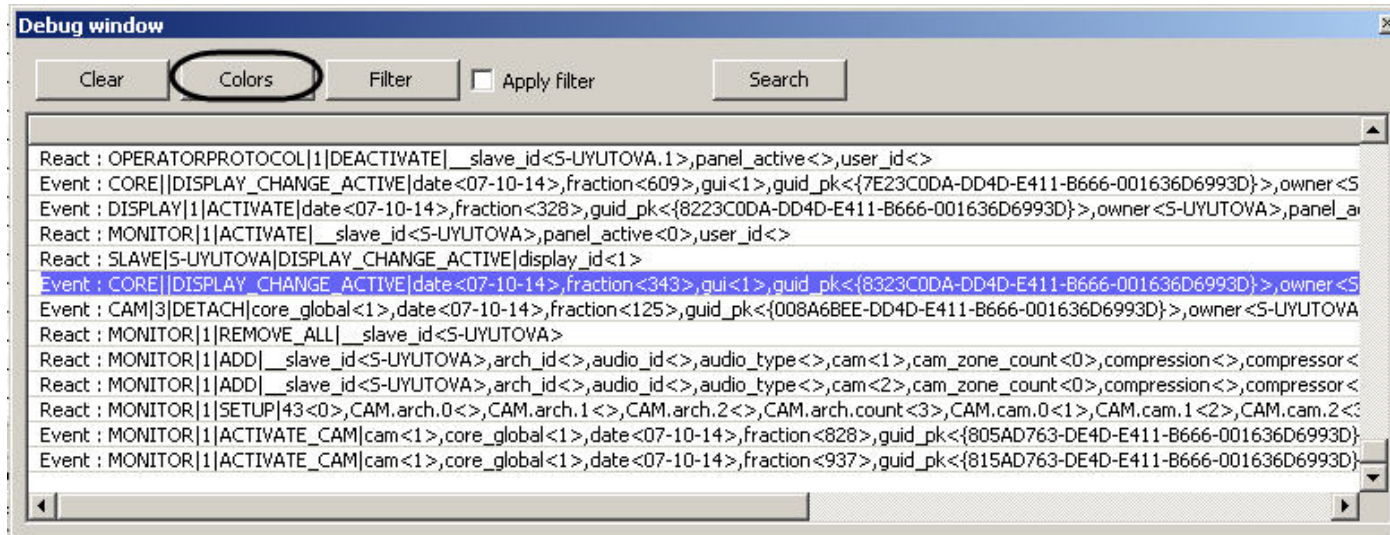 Debug window
Clear Colors Filter Apply filter Search
React : OPERATORPROTOCOL|1|DEACTIVATE|__slave_id<S-UYUTOVA.1>,panel_active<>,user_id<>
Event : CORE||DISPLAY_CHANGE_ACTIVE|date<07-10-14>,fraction<609>,gui<1>,guid_pk<{7E23C0DA-DD4D-E411-B666-001636D6993D}>,owner<S
Event : DISPLAY|1|ACTIVATE|date<07-10-14>,fraction<328>,guid_pk<{8223C0DA-DD4D-E411-B666-001636D6993D}>,owner<S-UYUTOVA>,panel_a
React : MONITOR|1|ACTIVATE|__slave_id<S-UYUTOVA>,panel_active<0>,user_id<>
React : SLAVE|S-UYUTOVA|DISPLAY_CHANGE_ACTIVE|display_id<1>
Event : CORE||DISPLAY_CHANGE_ACTIVE|date<07-10-14>,fraction<343>,gui<1>,guid_pk<{8323C0DA-DD4D-E411-B666-001636D6993D}>,owner<S
Event : CAM|3|DETACH|core_global<1>,date<07-10-14>,fraction<125>,guid_pk<{008A6BEE-DD4D-E411-B666-001636D6993D}>,owner<S-UYUTOVA
React : MONITOR|1|REMOVE_ALL|__slave_id<S-UYUTOVA>
React : MONITOR|1|ADD|__slave_id<S-UYUTOVA>,arch_id<>,audio_id<>,audio_type<>,cam<1>,cam_zone_count<0>,compression<>,compressor<
React : MONITOR|1|ADD|__slave_id<S-UYUTOVA>,arch_id<>,audio_id<>,audio_type<>,cam<2>,cam_zone_count<0>,compression<>,compressor<
React : MONITOR|1|SETUP|43<0>,CAM.arch.0<>,CAM.arch.1<>,CAM.arch.2<>,CAM.arch.count<3>,CAM.cam.0<1>,CAM.cam.1<2>,CAM.cam.2<3
Event : MONITOR|1|ACTIVATE_CAM|cam<1>,core_global<1>,date<07-10-14>,fraction<828>,guid_pk<{805AD763-DE4D-E411-B666-001636D6993D}
Event : MONITOR|1|ACTIVATE_CAM|cam<1>,core_global<1>,date<07-10-14>,fraction<937>,guid_pk<{815AD763-DE4D-E411-B666-001636D6993D}